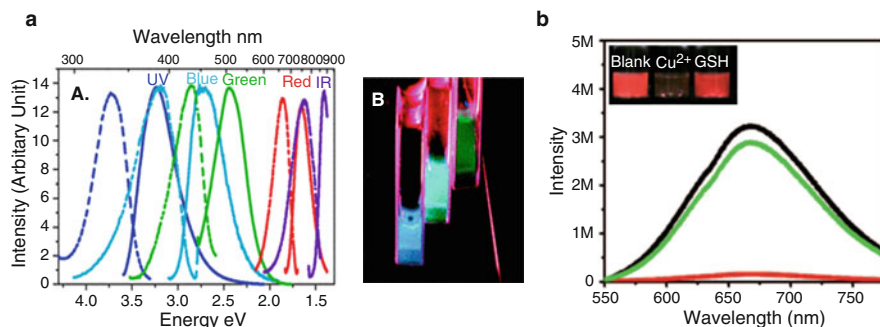 a
Wavelength nm
300 400 500 600 700 800 900
A.
UV Blue Green Red IR
Intensity (Arbitary Unit)
14
12
10
8
6
4
2
0
4.0 3.5 3.0 2.5 2.0 1.5
Energy eV
B
b
Intensity
5M
4M
3M
2M
1M
0
Blank Cu²⁺ GSH
550 600 650 700 750
Wavelength (nm)